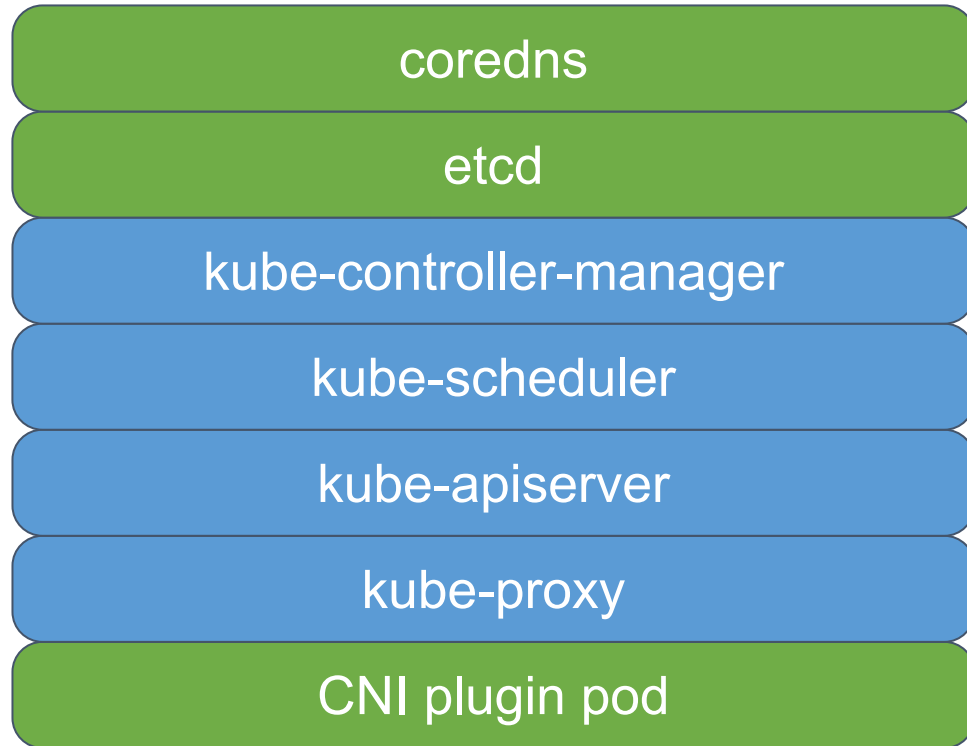 coredns
etcd
kube-controller-manager
kube-scheduler
kube-apiserver
kube-proxy
CNI plugin pod